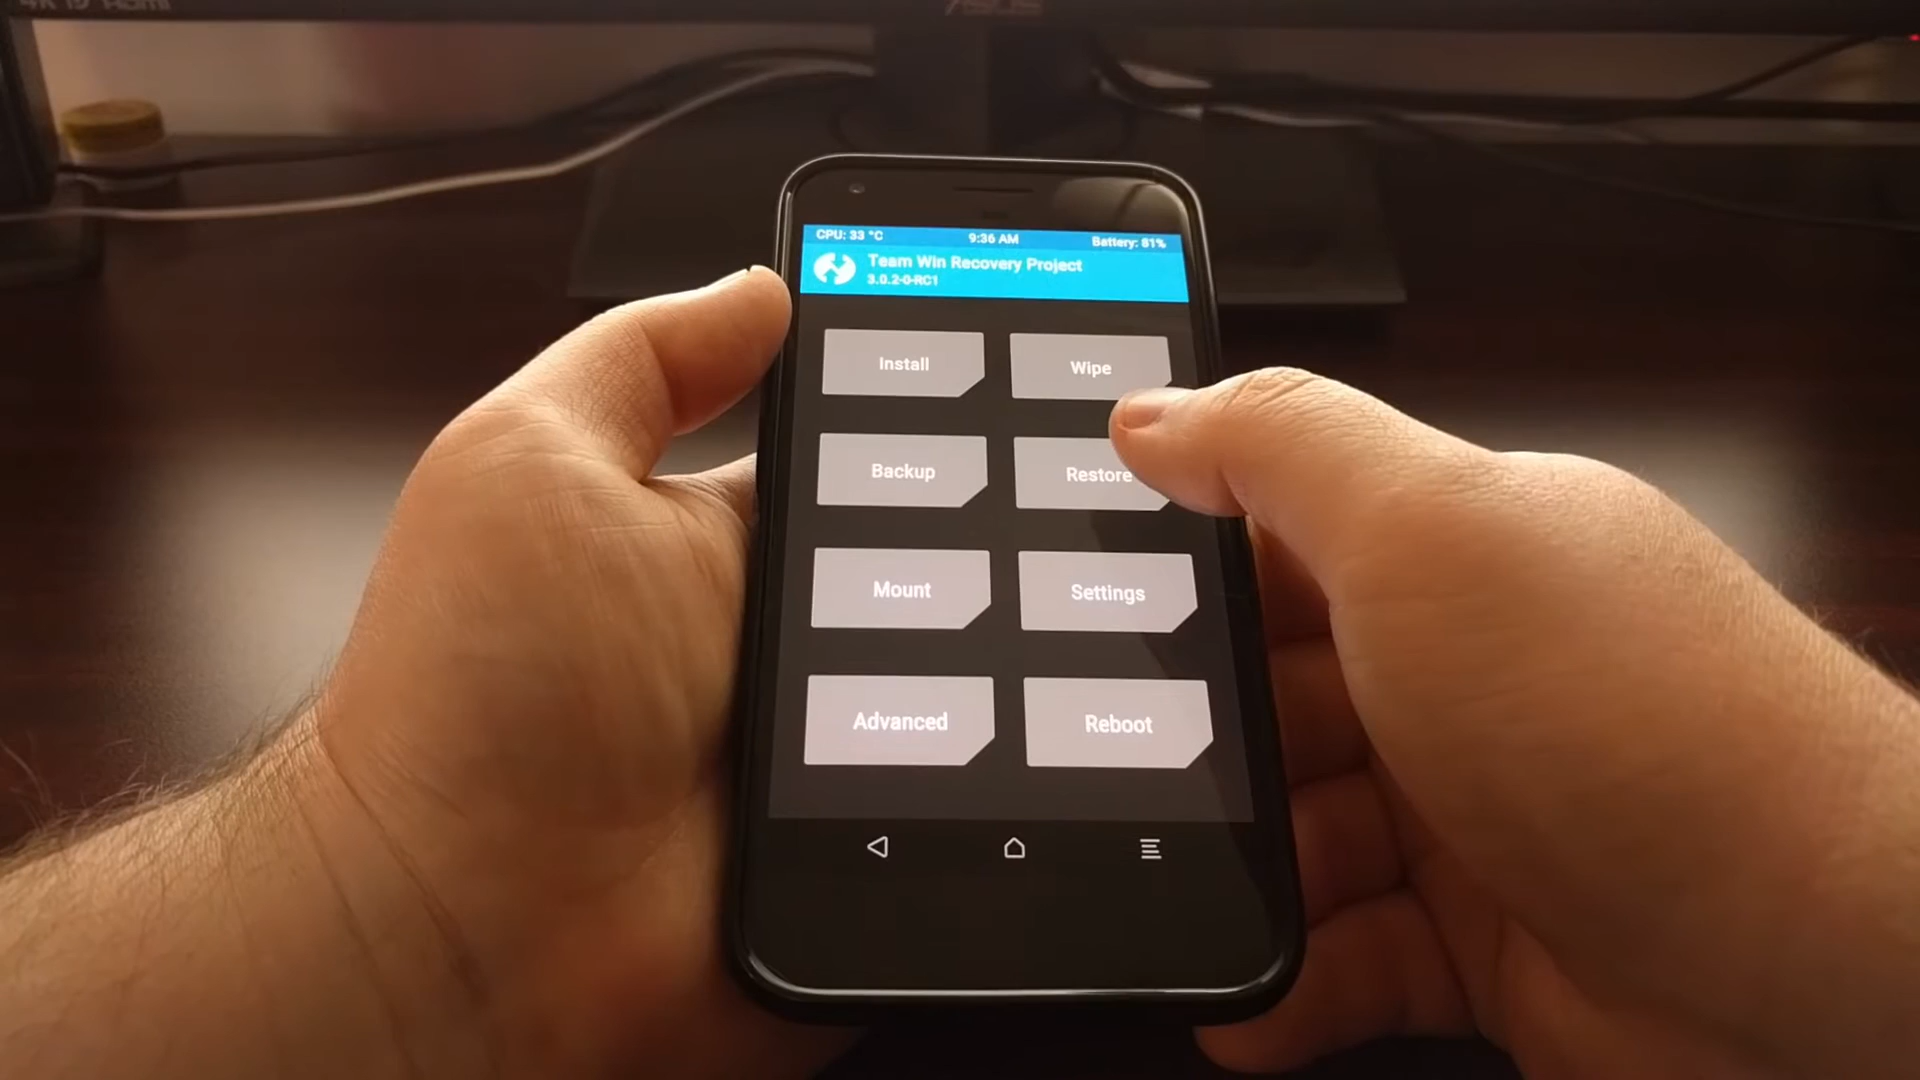 ASUS
CPU: 33 °C 9:36 AM Battery: 81%
Team Win Recovery Project
3.0.2-0-RC1
Install Wipe
Backup Restore
Mount Settings
Advanced Reboot